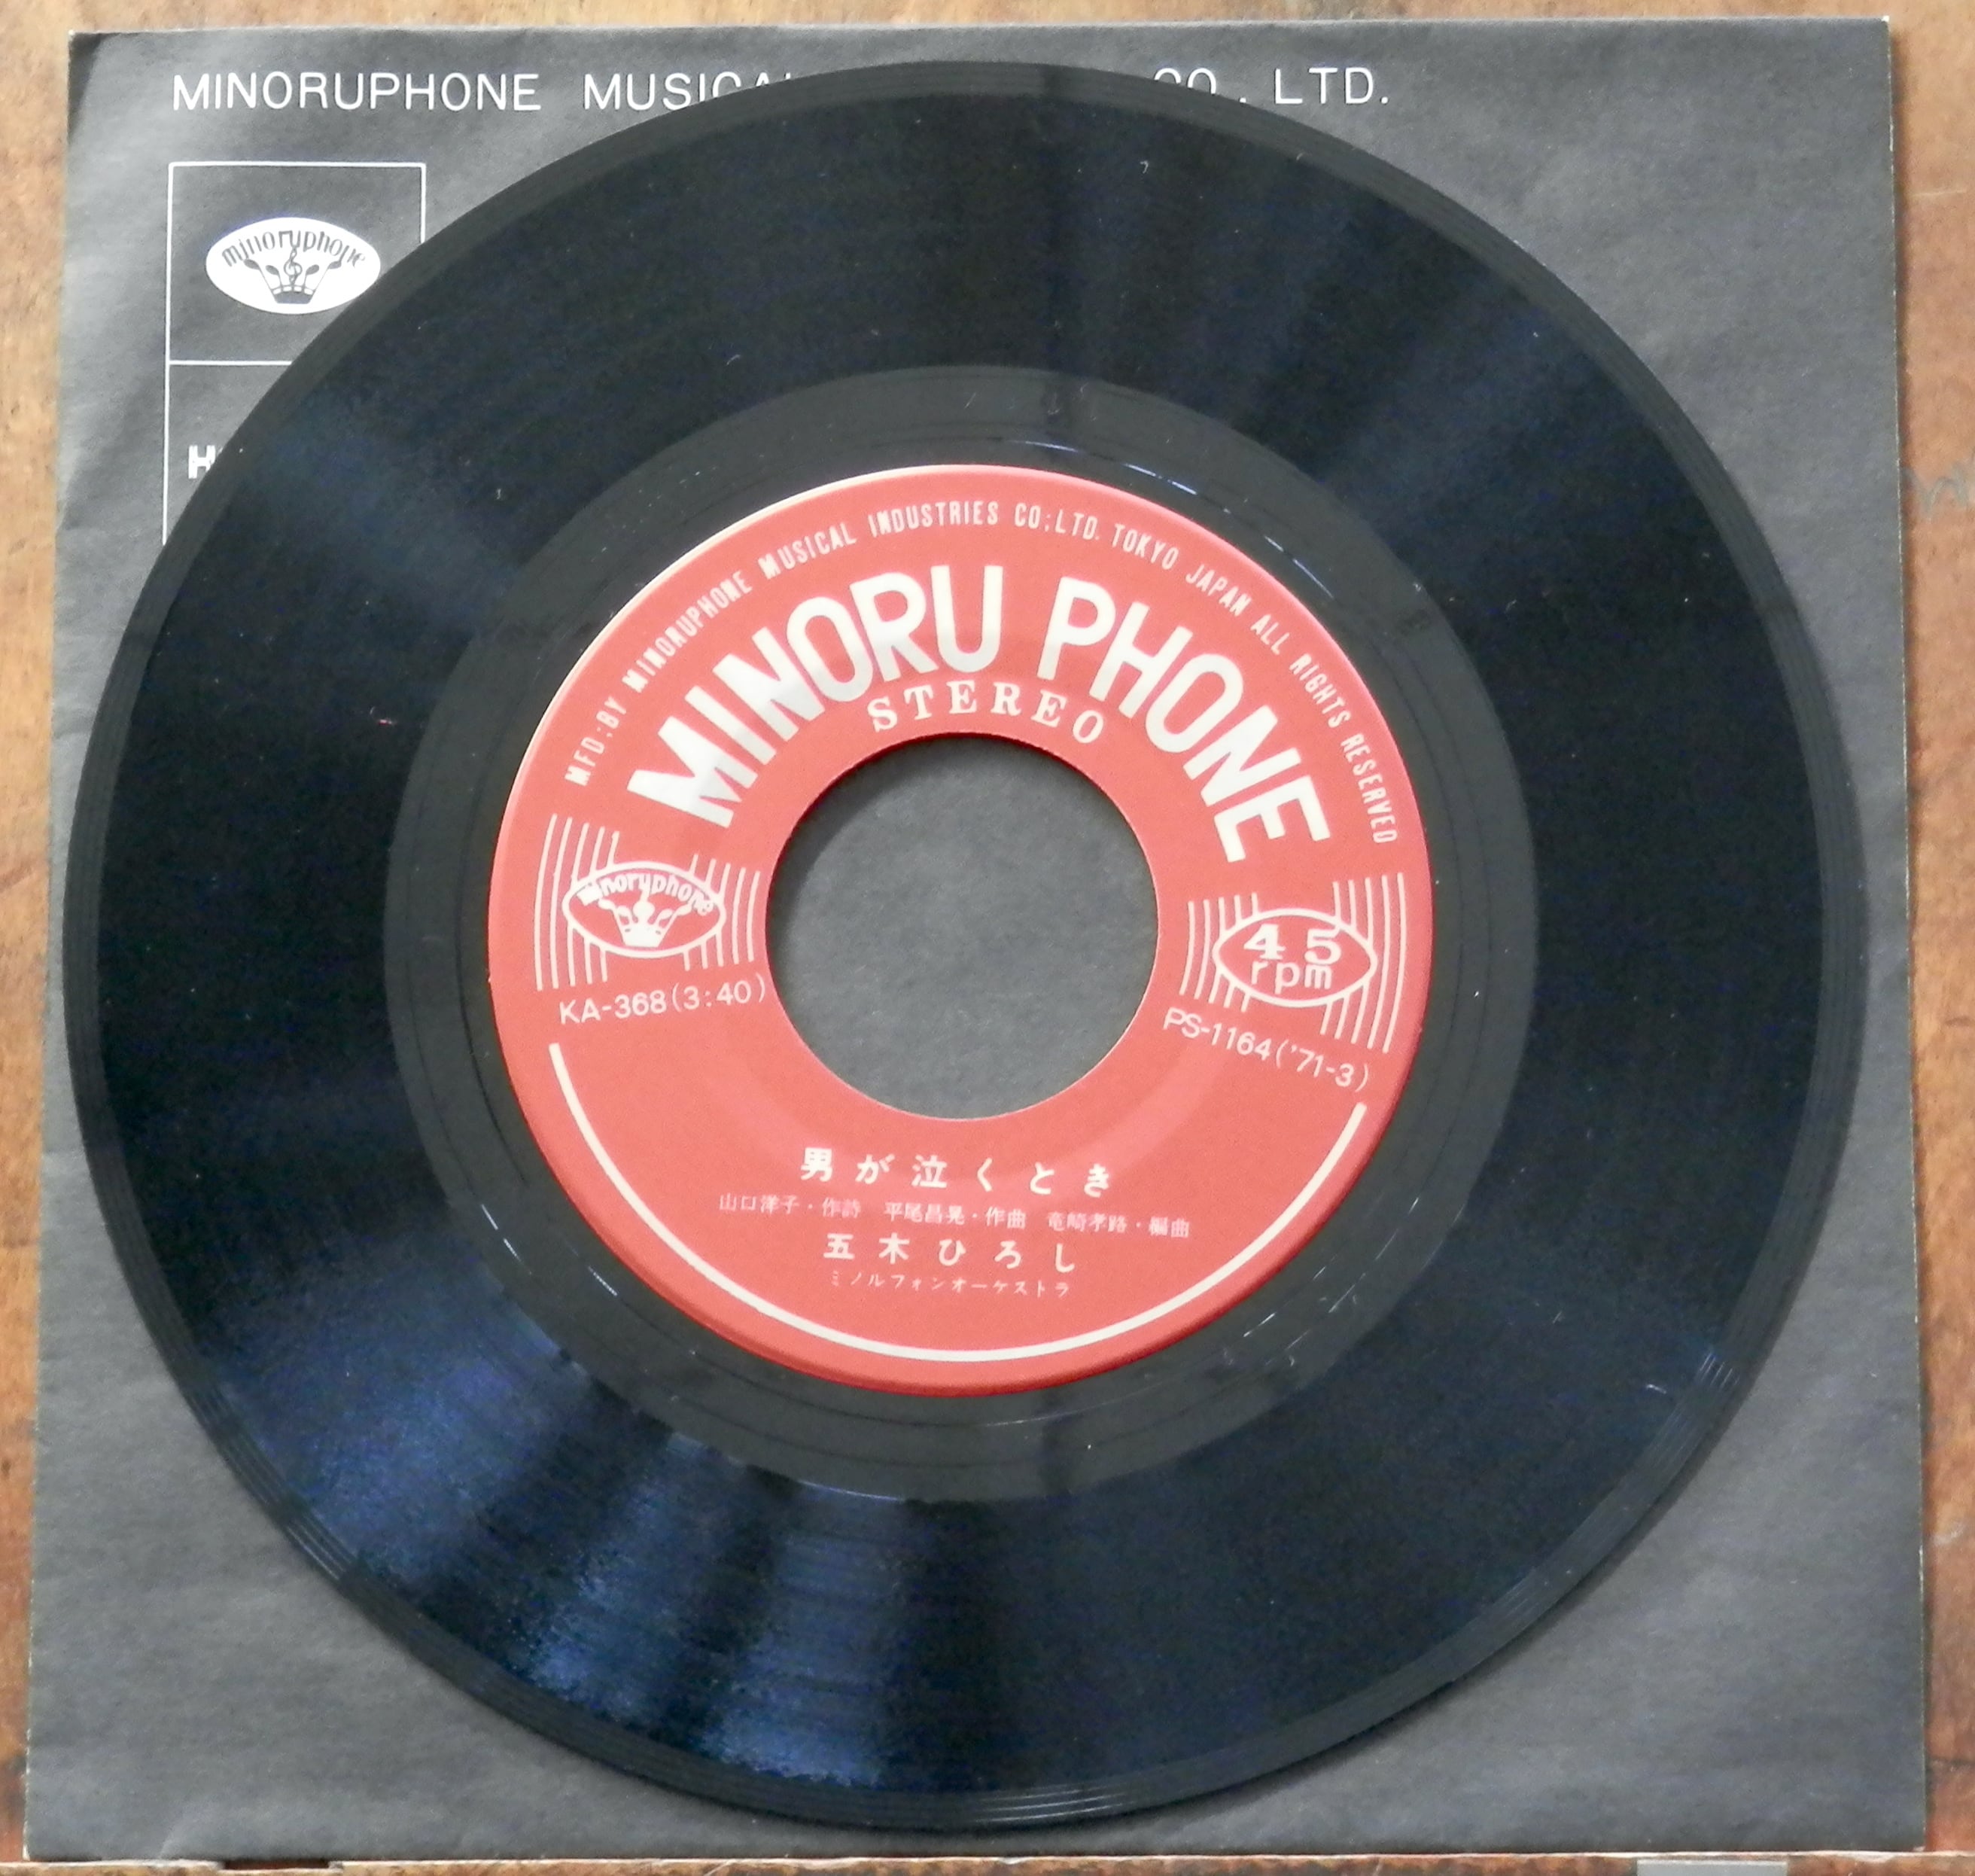 MINORUPHONE MUSICA CO., LTD.
minoruphone
H
MFD:BY MINORUPHONE MUSICAL INDUSTRIES CO:LTD. TOKYO JAPAN ALL RIGHTS RESERVED
MINORU PHONE
STEREO
minoruphone
45
rpm
KA-368(3:40)
PS-1164('71-3)
男が泣くとき
山口洋子・作詩 平尾昌晃・作曲 竜崎孝路・編曲
五木ひろし
ミノルフォンオーケストラ